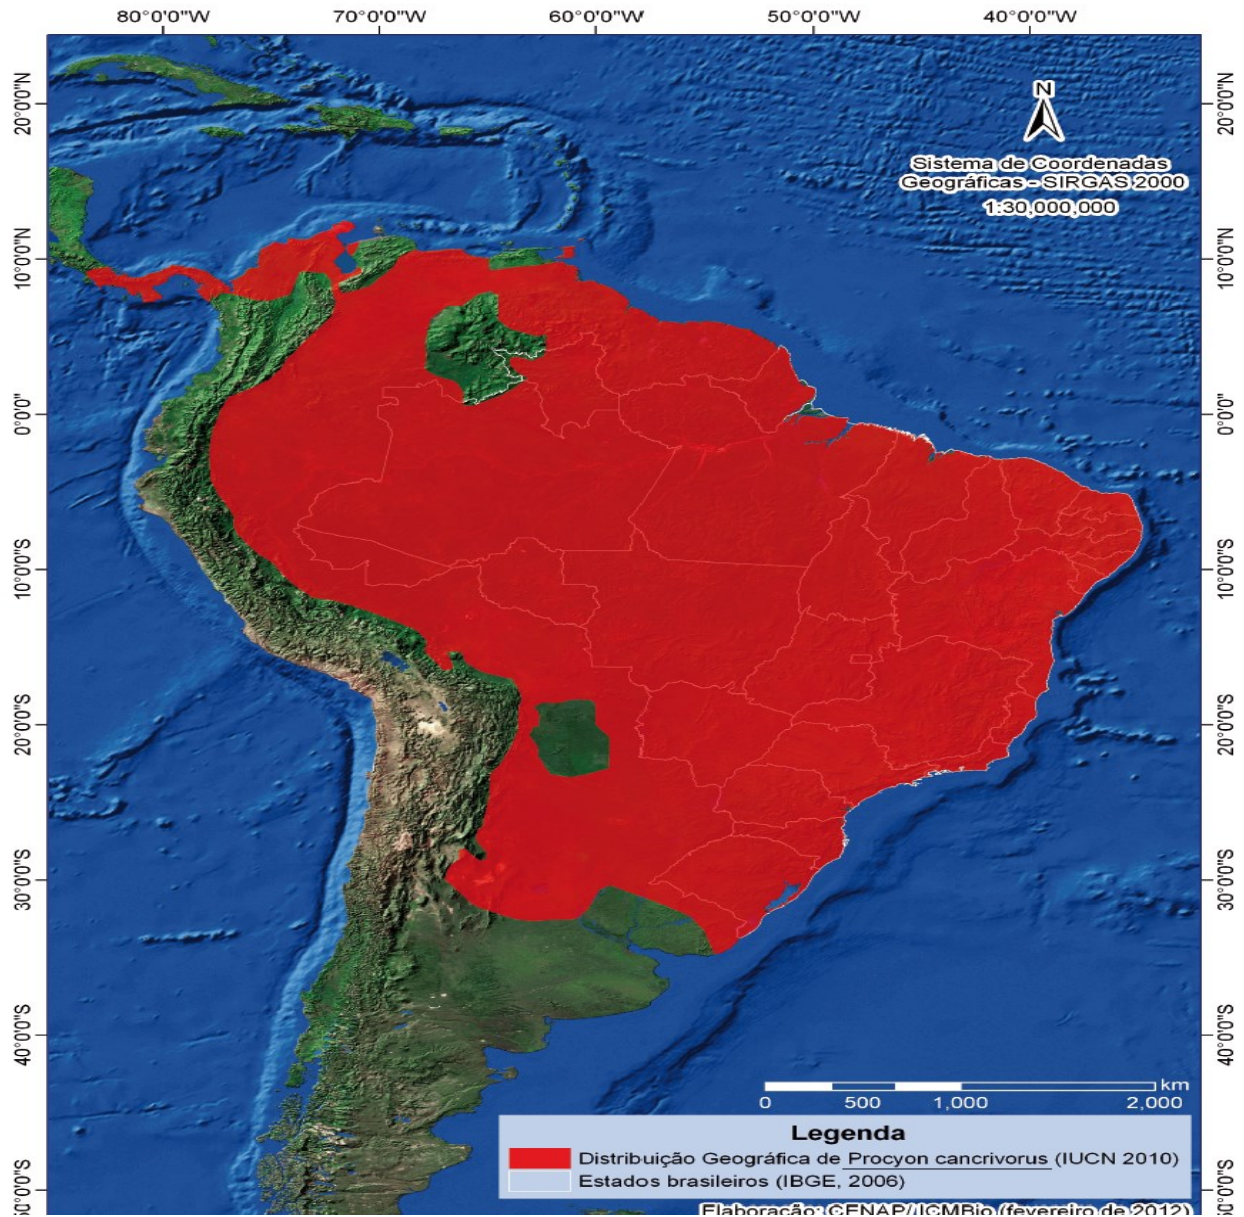 80°0'0"W 70°0'0"W 60°0'0"W 50°0'0"W 40°0'0"W
20°0'0"N 20°0'0"N
N
Sistema de Coordenadas
Geográficas - SIRGAS 2000
1:30,000,000
10°0'0"N 10°0'0"N
0°0'0" 0°0'0"
10°0'0"S 10°0'0"S
20°0'0"S 20°0'0"S
30°0'0"S 30°0'0"S
40°0'0"S 40°0'0"S
km
0 500 1,000 2,000
Legenda
Distribuição Geográfica de Procyon cancrivorus (IUCN 2010)
Estados brasileiros (IBGE, 2006)
Elaboração: CENAP/ICMBio (fevereiro de 2012)